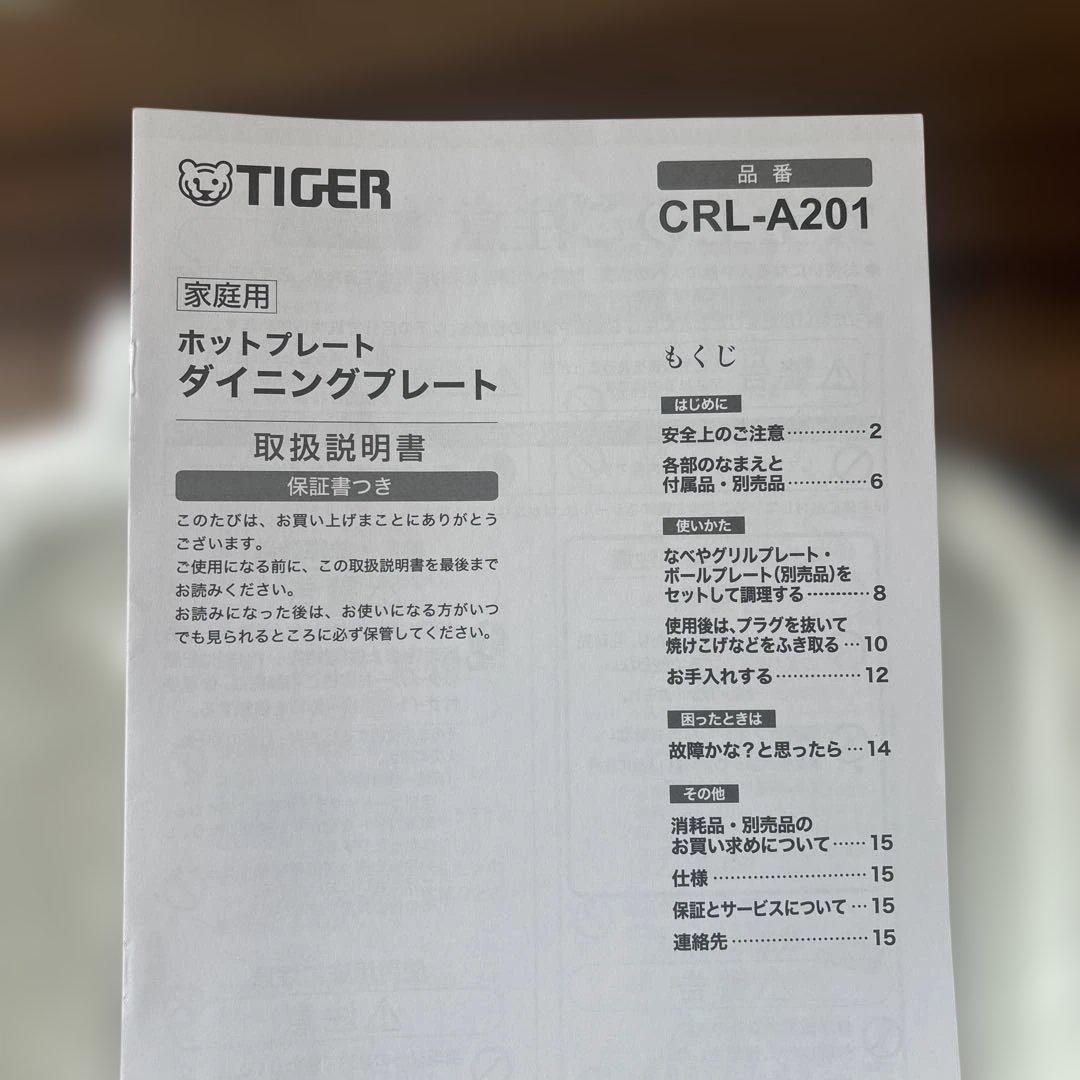 TIGER
品番
CRL-A201
家庭用
ホットプレート
ダイニングプレート
取扱説明書
保証書つき
このたびは、お買い上げまことにありがとう
ございます。
ご使用になる前に、この取扱説明書を最後まで
お読みください。
お読みになった後は、お使いになる方がいつ
でも見られるところに必ず保管してください。
もくじ
はじめに
安全上のご注意…………2
各部のなまえと
付属品・別売品…………6
使いかた
なべやグリルプレート・
ボールプレート(別売品)を
セットして調理する………8
使用後は、プラグを抜いて
焼けこげなどをふき取る…10
お手入れする……………12
困ったときは
故障かな?と思ったら…14
その他
消耗品・別売品の
お買い求めについて……15
仕様………………………15
保証とサービスについて…15
連絡先……………………15